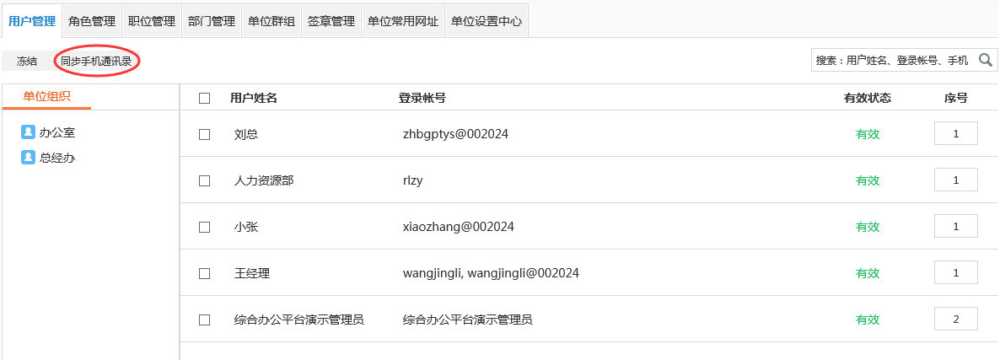 用户管理 角色管理 职位管理 部门管理 单位群组 签章管理 单位常用网址 单位设置中心
冻结 同步手机通讯录 搜索：用户姓名、登录帐号、手机
单位组织 用户姓名 登录帐号 有效状态 序号
办公室 刘总 zhbgptys@002024 有效 1
总经办
人力资源部 rlzy 有效 1
小张 xiaozhang@002024 有效 1
王经理 wangjingli, wangjingli@002024 有效 1
综合办公平台演示管理员 综合办公平台演示管理员 有效 2